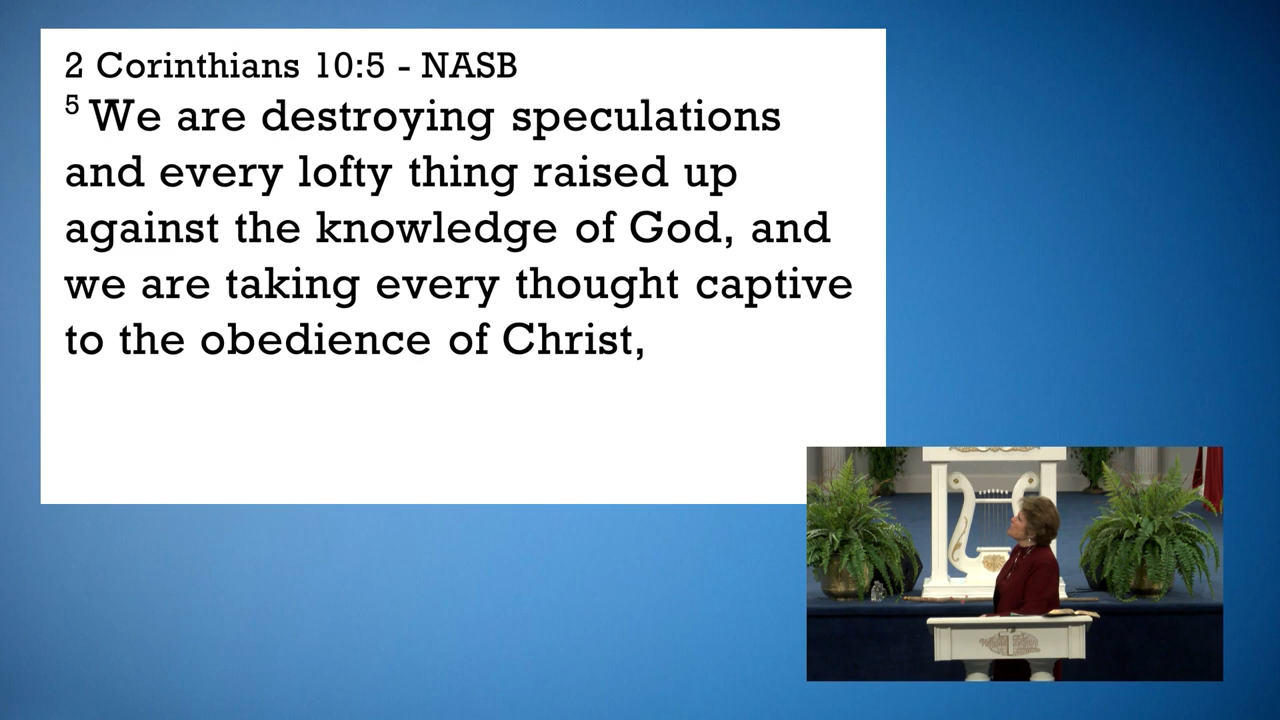 2 Corinthians 10:5 - NASB
5 We are destroying speculations
and every lofty thing raised up
against the knowledge of God, and
we are taking every thought captive
to the obedience of Christ,